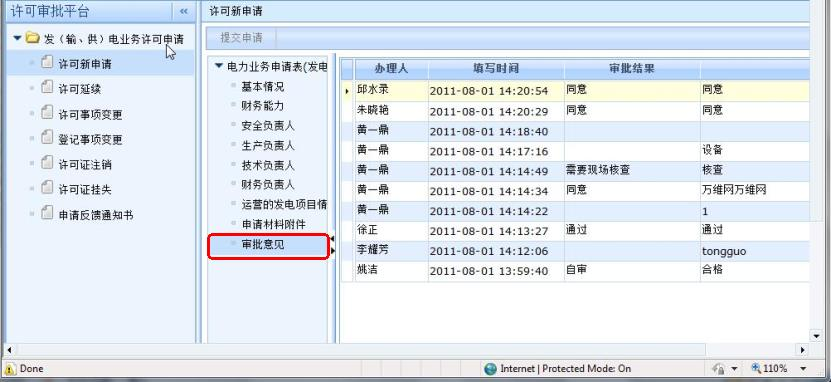 许可审批平台 «
发（输、供）电业务许可申请
许可新申请
许可延续
许可事项变更
登记事项变更
许可证注销
许可证挂失
申请反馈通知书
许可新申请
提交申请
电力业务申请表(发电
基本情况
财务能力
安全负责人
生产负责人
技术负责人
财务负责人
运营的发电项目情
申请材料附件
审批意见
办理人 填写时间 审批结果
邱水录 2011-08-01 14:20:54 同意 同意
朱晓艳 2011-08-01 14:20:29 同意 同意
黄一鼎 2011-08-01 14:18:40
黄一鼎 2011-08-01 14:17:16 设备
黄一鼎 2011-08-01 14:14:49 需要现场核查 核查
黄一鼎 2011-08-01 14:14:34 同意 万维网万维网
黄一鼎 2011-08-01 14:14:22 1
徐正 2011-08-01 14:13:27 通过 通过
李耀芳 2011-08-01 14:12:06 tongguo
姚洁 2011-08-01 13:59:40 自审 合格
Done Internet | Protected Mode: On 110%